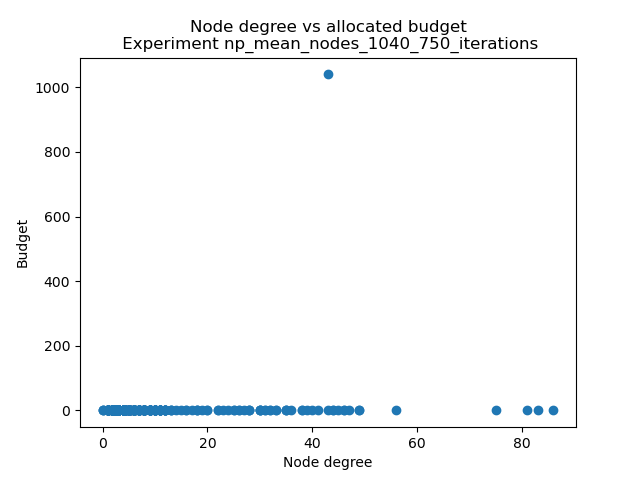 Node degree vs allocated budget
Experiment np_mean_nodes_1040_750_iterations
1000
800
600
400
200
0
Budget
0 20 40 60 80
Node degree